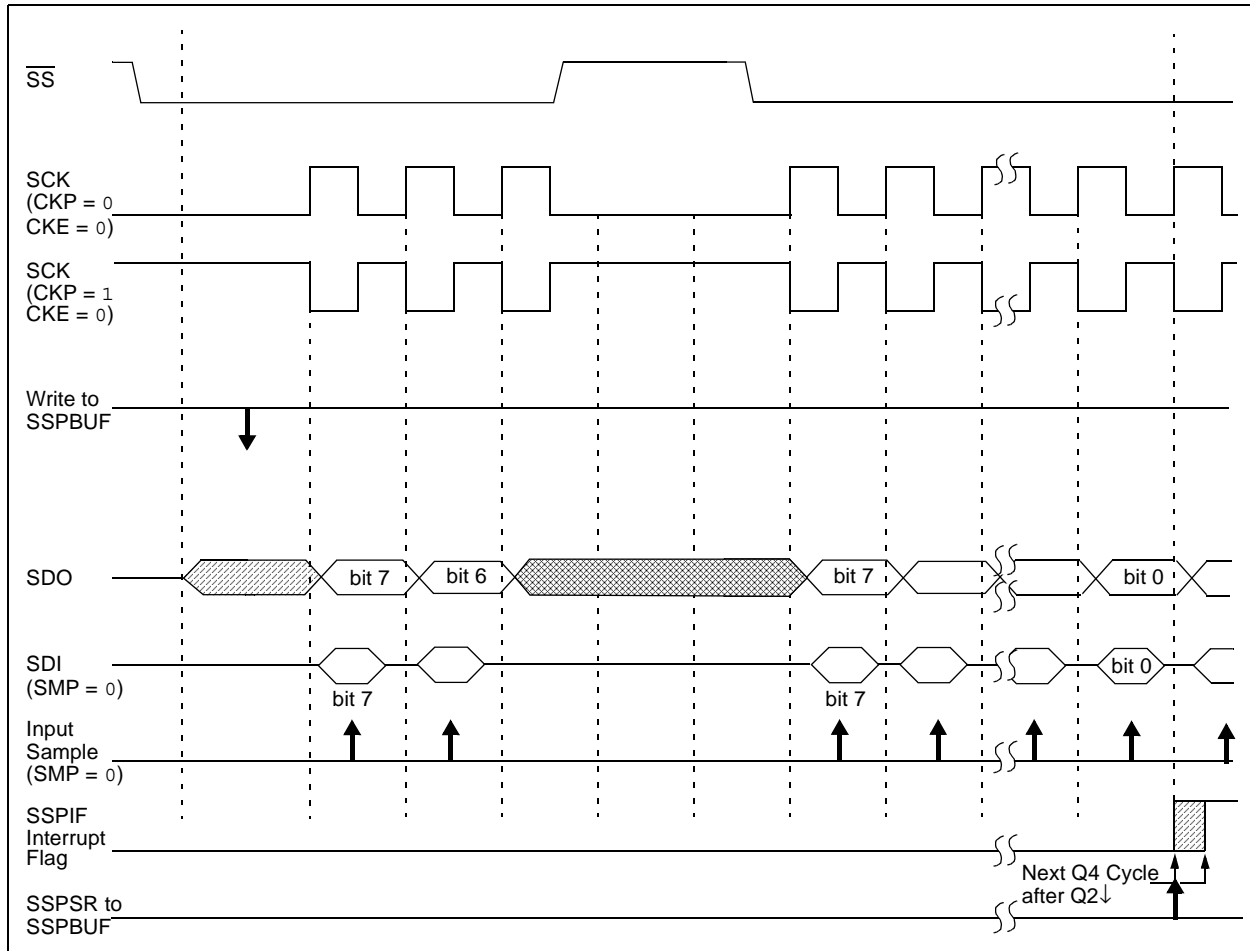 SS
SCK
(CKP = 0
CKE = 0)
SCK
(CKP = 1
CKE = 0)
Write to
SSPBUF
SDO
bit 7
bit 6
bit 7
bit 0
SDI
(SMP = 0)
bit 7
bit 7
bit 0
Input
Sample
(SMP = 0)
SSPIF
Interrupt
Flag
Next Q4 Cycle
after Q2↓
SSPSR to
SSPBUF